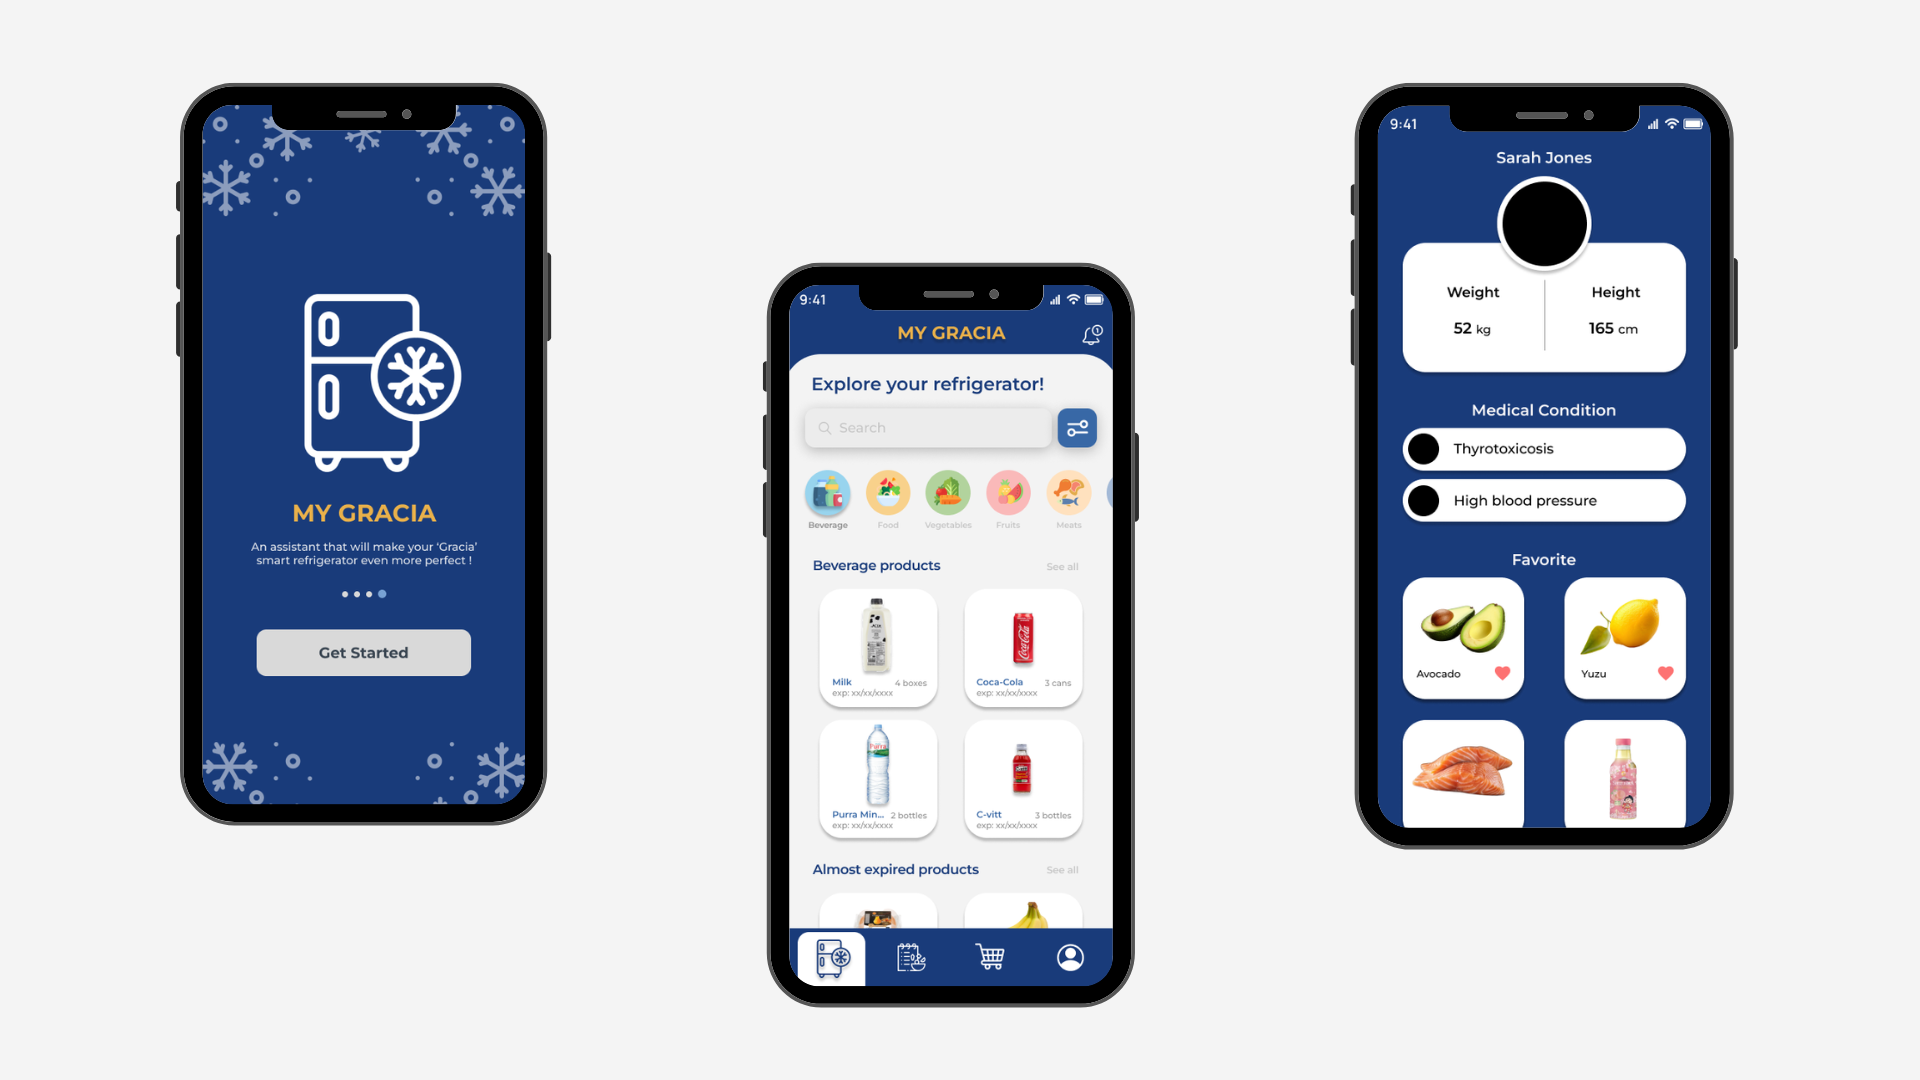 MY GRACIA
An assistant that will make your ‘Gracia’
smart refrigerator even more perfect !
Get Started
9:41
MY GRACIA
1
Explore your refrigerator!
Search
Beverage Food Vegetables Fruits Meats
Beverage products See all
Milk 4 boxes
exp: xx/xx/xxxx
Coca-Cola
Coca-Cola 3 cans
exp: xx/xx/xxxx
Purra
Purra Min... 2 bottles
exp: xx/xx/xxxx
C-vitt 3 bottles
exp: xx/xx/xxxx
Almost expired products See all
9:41
Sarah Jones
Weight Height
52 kg 165 cm
Medical Condition
Thyrotoxicosis
High blood pressure
Favorite
Avocado Yuzu